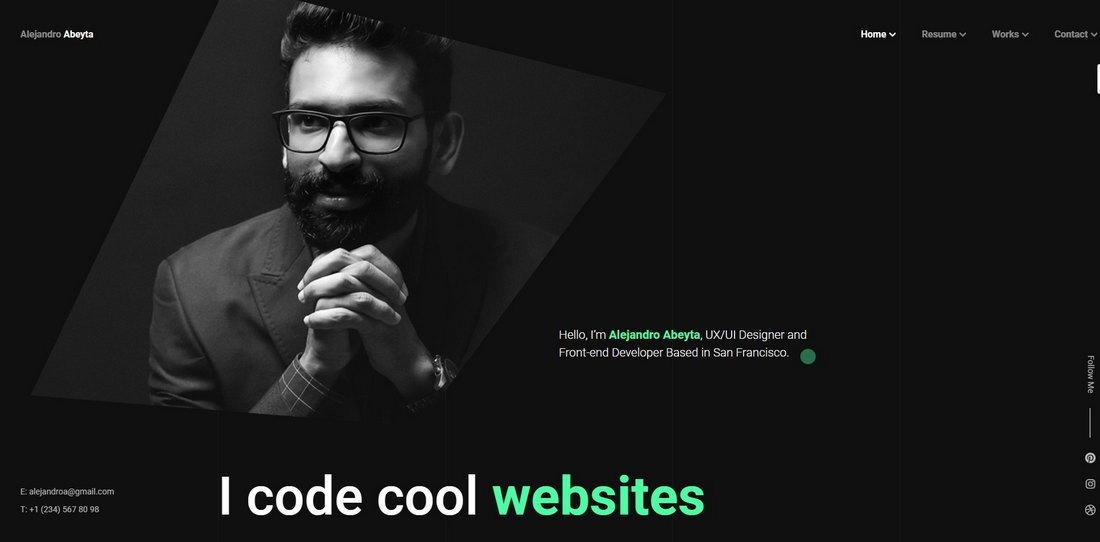 Alejandro Abeyta
Home
Resume
Works
Contact
Hello, I'm Alejandro Abeyta, UX/UI Designer and
Front-end Developer Based in San Francisco.
Follow Me
E: alejandroa@gmail.com
T: +1 (234) 567 80 98
I code cool websites